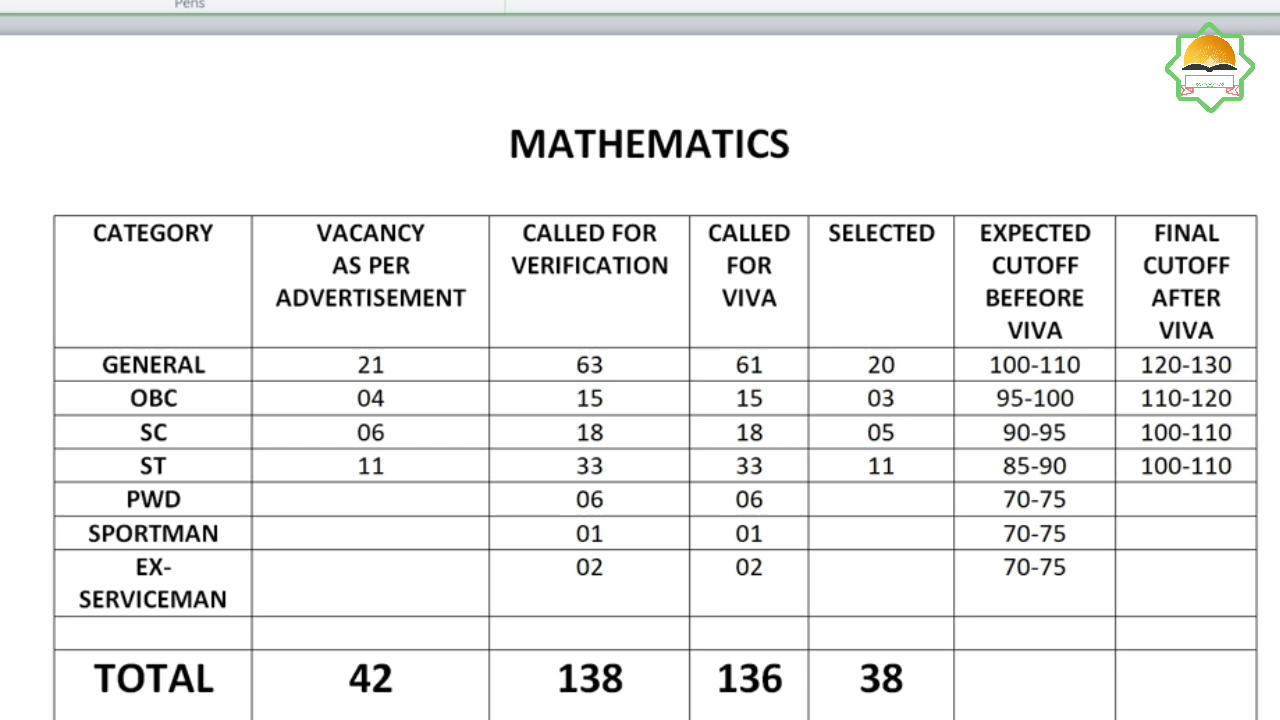 Pens
MATHEMATICS
CATEGORY VACANCY AS PER ADVERTISEMENT CALLED FOR VERIFICATION CALLED FOR VIVA SELECTED EXPECTED CUTOFF BEFEORE VIVA FINAL CUTOFF AFTER VIVA
GENERAL 21 63 61 20 100-110 120-130
OBC 04 15 15 03 95-100 110-120
SC 06 18 18 05 90-95 100-110
ST 11 33 33 11 85-90 100-110
PWD 06 06 70-75
SPORTMAN 01 01 70-75
EX-SERVICEMAN 02 02 70-75
TOTAL 42 138 136 38